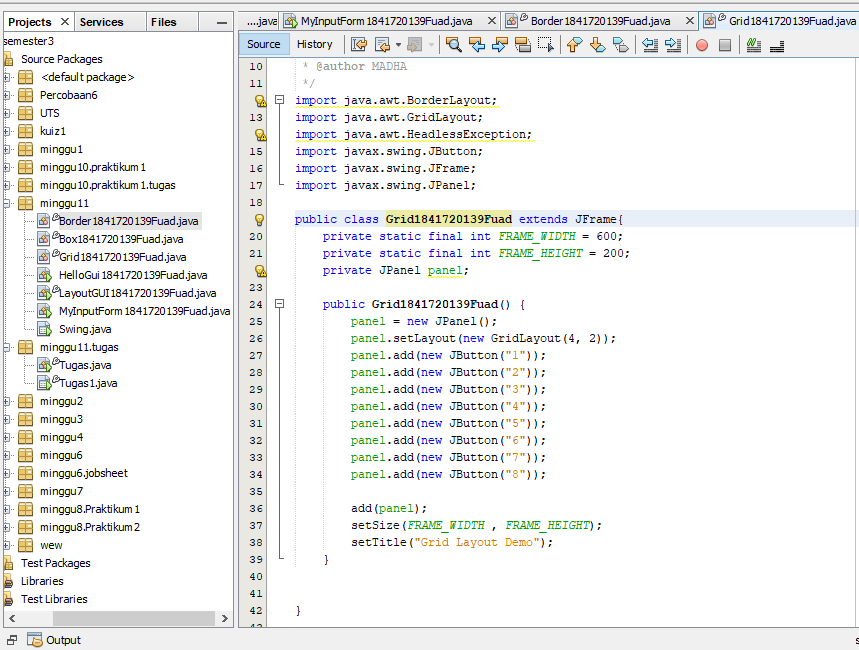 Projects
Services
Files
semester3
Source Packages
<default package>
Percobaan6
UTS
kuiz1
minggu1
minggu10.praktikum1
minggu10.praktikum1.tugas
minggu11
Border1841720139Fuad.java
Box1841720139Fuad.java
Grid1841720139Fuad.java
HelloGui1841720139Fuad.java
LayoutGUI1841720139Fuad.java
MyInputForm1841720139Fuad.java
Swing.java
minggu11.tugas
Tugas.java
Tugas1.java
minggu2
minggu3
minggu4
minggu6
minggu6.jobsheet
minggu7
minggu8.Praktikum1
minggu8.Praktikum2
wew
Test Packages
Libraries
Test Libraries
Output
....java MyInputForm1841720139Fuad.java Border1841720139Fuad.java Grid1841720139Fuad.java
Source History
10 * @author MADHA
11 */
import java.awt.BorderLayout;
13 import java.awt.GridLayout;
import java.awt.HeadlessException;
15 import javax.swing.JButton;
16 import javax.swing.JFrame;
17 import javax.swing.JPanel;
18
public class Grid1841720139Fuad extends JFrame{
20 private static final int FRAME_WIDTH = 600;
21 private static final int FRAME_HEIGHT = 200;
private JPanel panel;
23
24 public Grid1841720139Fuad() {
25 panel = new JPanel();
26 panel.setLayout(new GridLayout(4, 2));
27 panel.add(new JButton("1"));
28 panel.add(new JButton("2"));
29 panel.add(new JButton("3"));
30 panel.add(new JButton("4"));
31 panel.add(new JButton("5"));
32 panel.add(new JButton("6"));
33 panel.add(new JButton("7"));
34 panel.add(new JButton("8"));
35
36 add(panel);
37 setSize(FRAME_WIDTH , FRAME_HEIGHT);
38 setTitle("Grid Layout Demo");
39 }
40
41
42 }